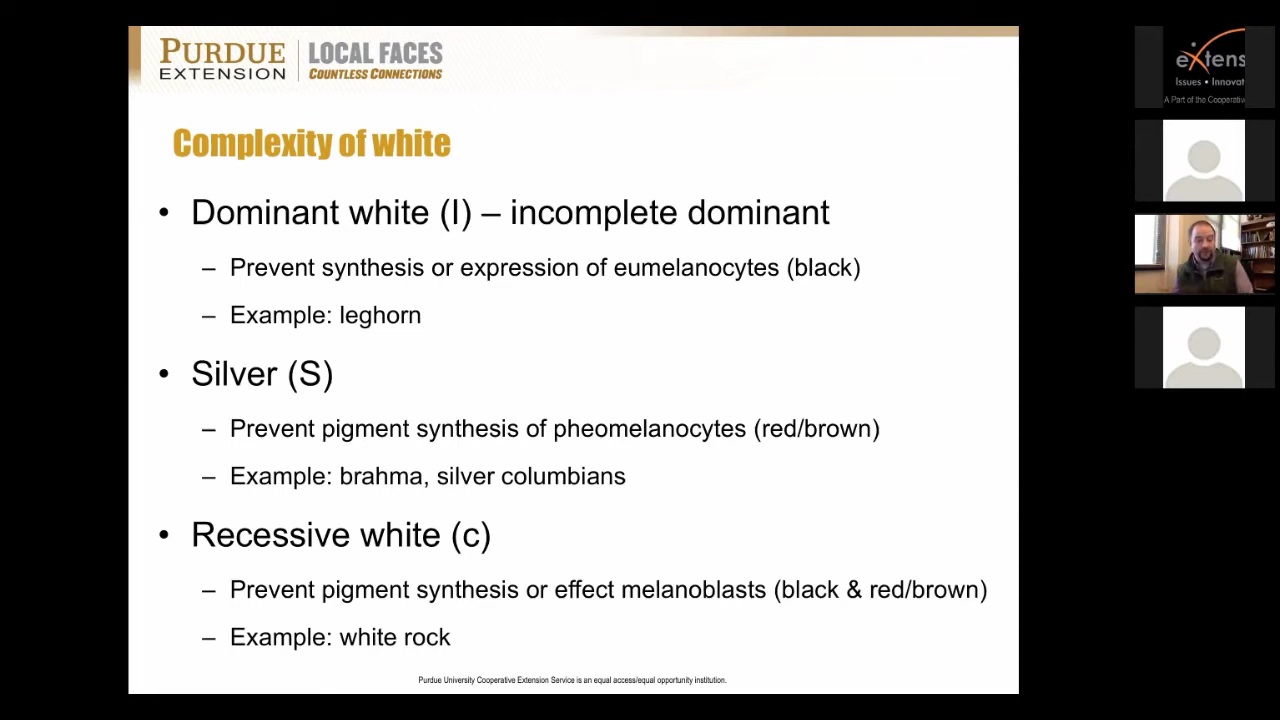 PURDUE
EXTENSION
LOCAL FACES
COUNTLESS CONNECTIONS
Complexity of white
• Dominant white (I) – incomplete dominant
– Prevent synthesis or expression of eumelanocytes (black)
– Example: leghorn
• Silver (S)
– Prevent pigment synthesis of pheomelanocytes (red/brown)
– Example: brahma, silver columbians
• Recessive white (c)
– Prevent pigment synthesis or effect melanoblasts (black & red/brown)
– Example: white rock
Purdue University Cooperative Extension Service is an equal access/equal opportunity institution.
eXtens
Issues • Innovat
A Part of the Cooperativ